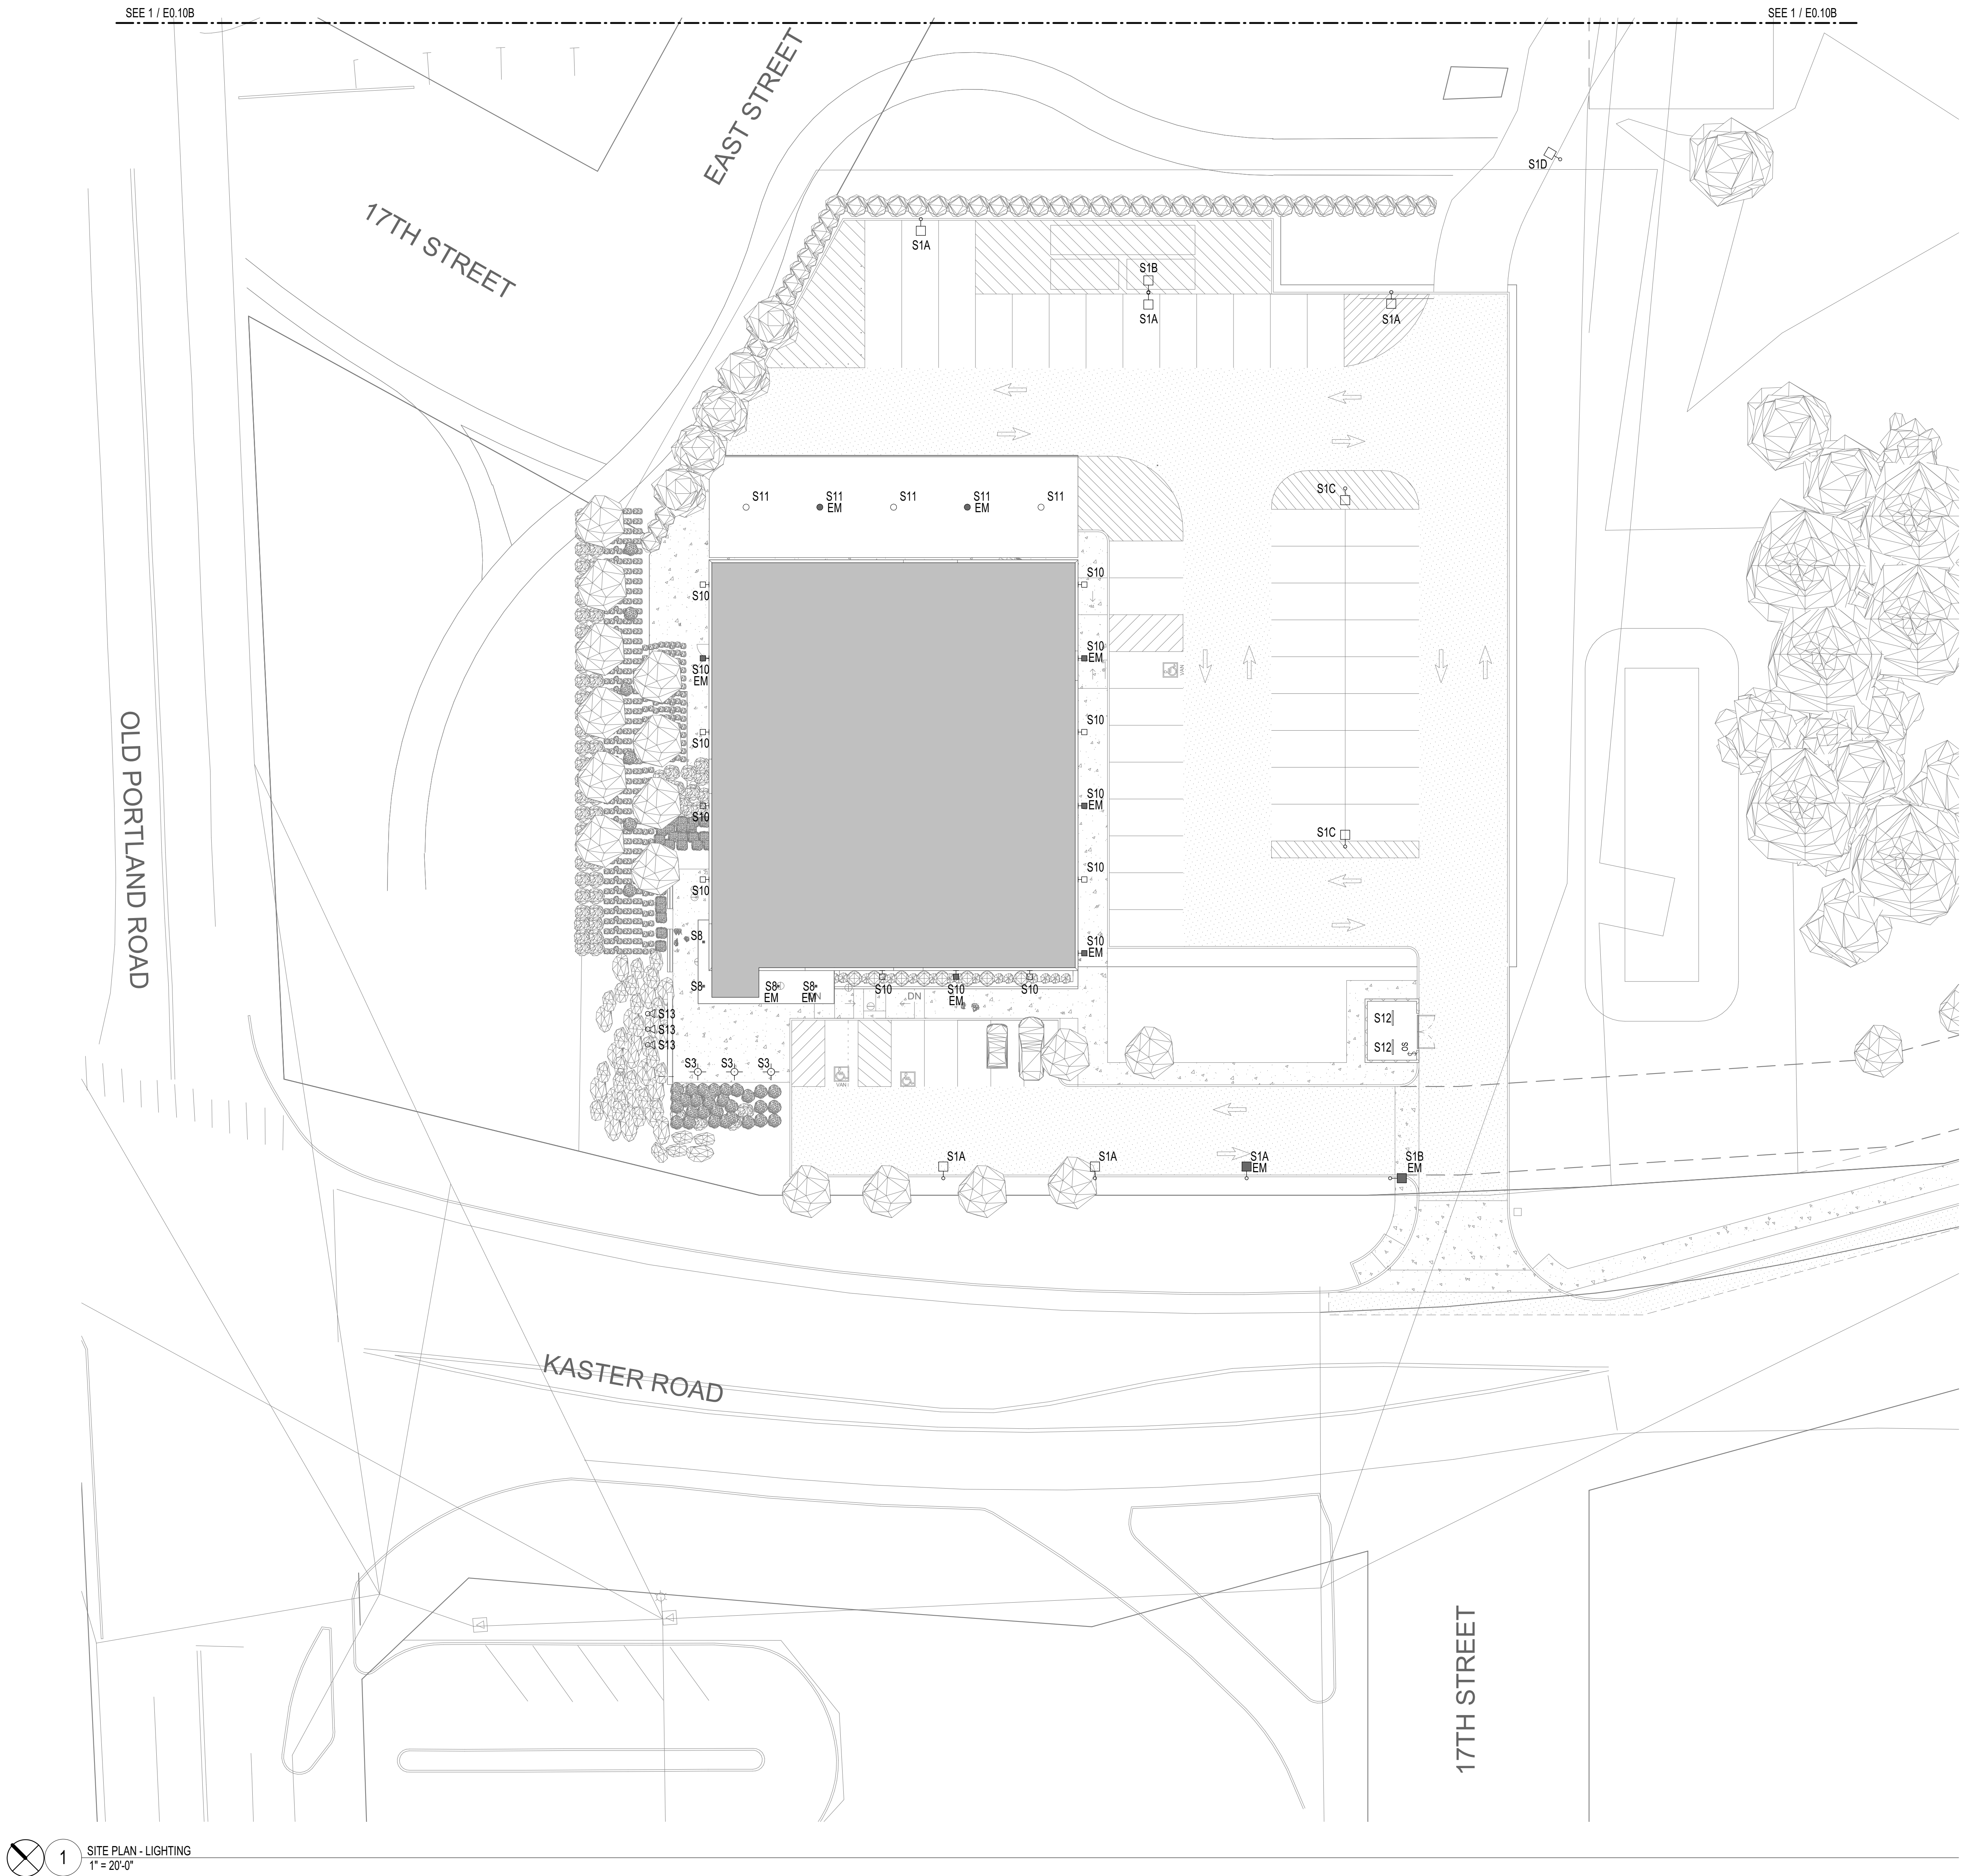 SEE 1 / E0.10B
SEE 1 / E0.10B
EAST STREET
S1D
17TH STREET
S1A
S1B
S1A
S1A
S11
S11
EM
S11
S11
EM
S11
S1C
S10
S10
S10
EM
S10
EM
VAN
S10
S10
OLD PORTLAND ROAD
S10
S10
EM
S1C
S10
S10
S8
S10
EM
S8
S8
EM
S8
EM
S10
S10
EM
S10
DN
S13
S13
S13
S12
S12
OS
S
S3
S3
S3
VAN
S1A
S1A
S1A
EM
S1B
EM
KASTER ROAD
17TH STREET
1
SITE PLAN - LIGHTING
1" = 20'-0"